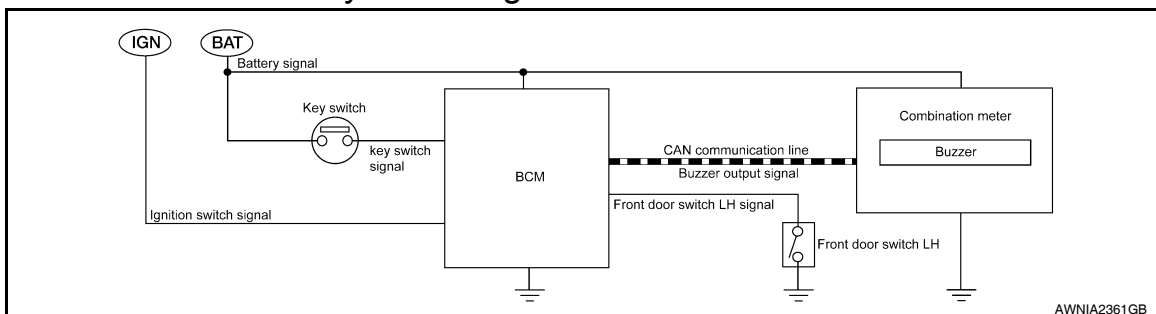 IGN
BAT
Battery signal
Key switch
key switch
signal
Ignition switch signal
BCM
CAN communication line
Buzzer output signal
Front door switch LH signal
Front door switch LH
Combination meter
Buzzer
AWNIA2361GB